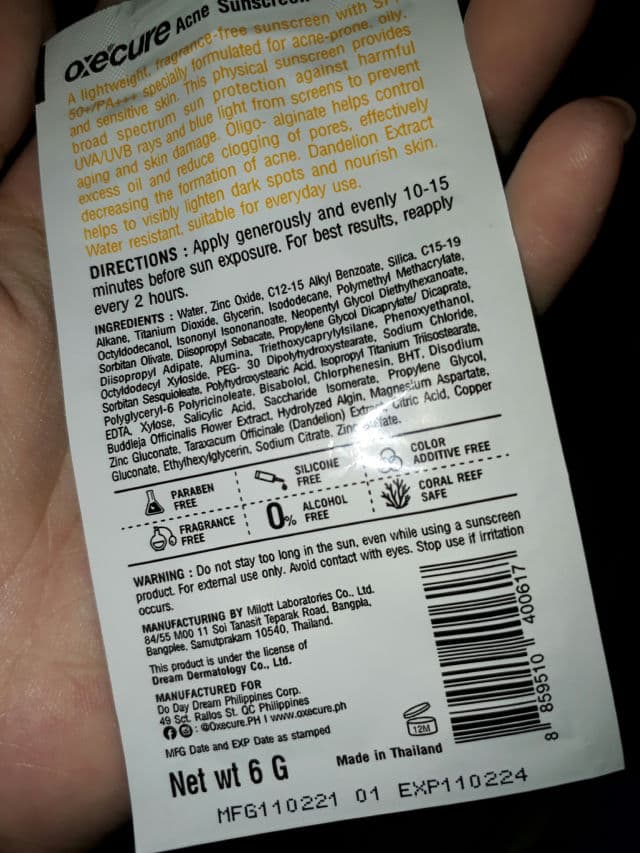 oxecure Acne Sunscreen
A lightweight, fragrance-free sunscreen with SPF
50+/PA+++ specially formulated for acne-prone, oily,
and sensitive skin. This physical sunscreen provides
broad spectrum sun protection against harmful
UVA/UVB rays and blue light from screens to prevent
aging and skin damage. Oligo- alginate helps control
excess oil and reduce clogging of pores, effectively
decreasing the formation of acne. Dandelion Extract
helps to visibly lighten dark spots and nourish skin.
Water resistant, suitable for everyday use.
DIRECTIONS : Apply generously and evenly 10-15
minutes before sun exposure. For best results, reapply
every 2 hours.
INGREDIENTS : Water, Zinc Oxide, C12-15 Alkyl Benzoate, Silica, C15-19
Alkane, Titanium Dioxide, Glycerin, Isododecane, Polymethyl Methacrylate,
Octyldodecanol, Isononyl Isononanoate, Neopentyl Glycol Diethylhexanoate,
Sorbitan Olivate, Diisopropyl Sebacate, Propylene Glycol Dicaprylate/ Dicaprate,
Diisopropyl Adipate, Alumina, Triethoxycaprylylsilane, Phenoxyethanol,
Octyldodecyl Xyloside, PEG- 30 Dipolyhydroxystearate, Sodium Chloride,
Sorbitan Sesquioleate, Polyhydroxystearic Acid, Isopropyl Titanium Triisostearate,
Polyglyceryl-6 Polyricinoleate, Bisabolol, Chlorphenesin, BHT, Disodium
EDTA, Xylose, Salicylic Acid, Saccharide Isomerate, Propylene Glycol,
Buddleja Officinalis Flower Extract, Hydrolyzed Algin, Magnesium Aspartate,
Zinc Gluconate, Taraxacum Officinale (Dandelion) Extract, Citric Acid, Copper
Gluconate, Ethylhexylglycerin, Sodium Citrate, Zinc
PARABEN
FREE
SILICONE
FREE
COLOR
ADDITIVE FREE
FRAGRANCE
FREE
0% ALCOHOL
FREE
CORAL REEF
SAFE
WARNING : Do not stay too long in the sun, even while using a sunscreen
product. For external use only. Avoid contact with eyes. Stop use if irritation
occurs.
MANUFACTURING BY Milott Laboratories Co., Ltd.
84/55 M00 11 Soi Tanasit Teparak Road, Bangpla,
Bangplee, Samutprakarn 10540, Thailand.
This product is under the license of
Dream Dermatology Co., Ltd.
MANUFACTURED FOR
Do Day Dream Philippines Corp.
49 Sct. Rallos St. QC Philippines
: @Oxecure.PH I www.oxecure.ph
MFG Date and EXP Date as stamped
12M
Net wt 6 G
Made in Thailand
8 859510 400617
MFG110221 01 EXP110224